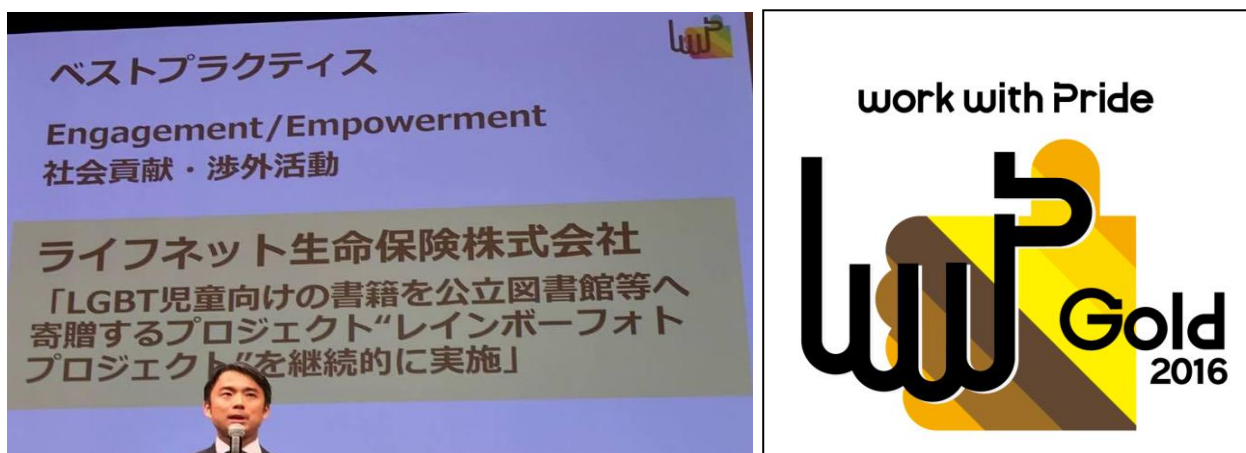 ベストプラクティス
Engagement/Empowerment
社会貢献・渉外活動
ライフネット生命保険株式会社
「LGBT児童向けの書籍を公立図書館等へ
寄贈するプロジェクト“レインボーフォト
プロジェクト”を継続的に実施」
wwP
work with Pride
wwP
Gold
2016